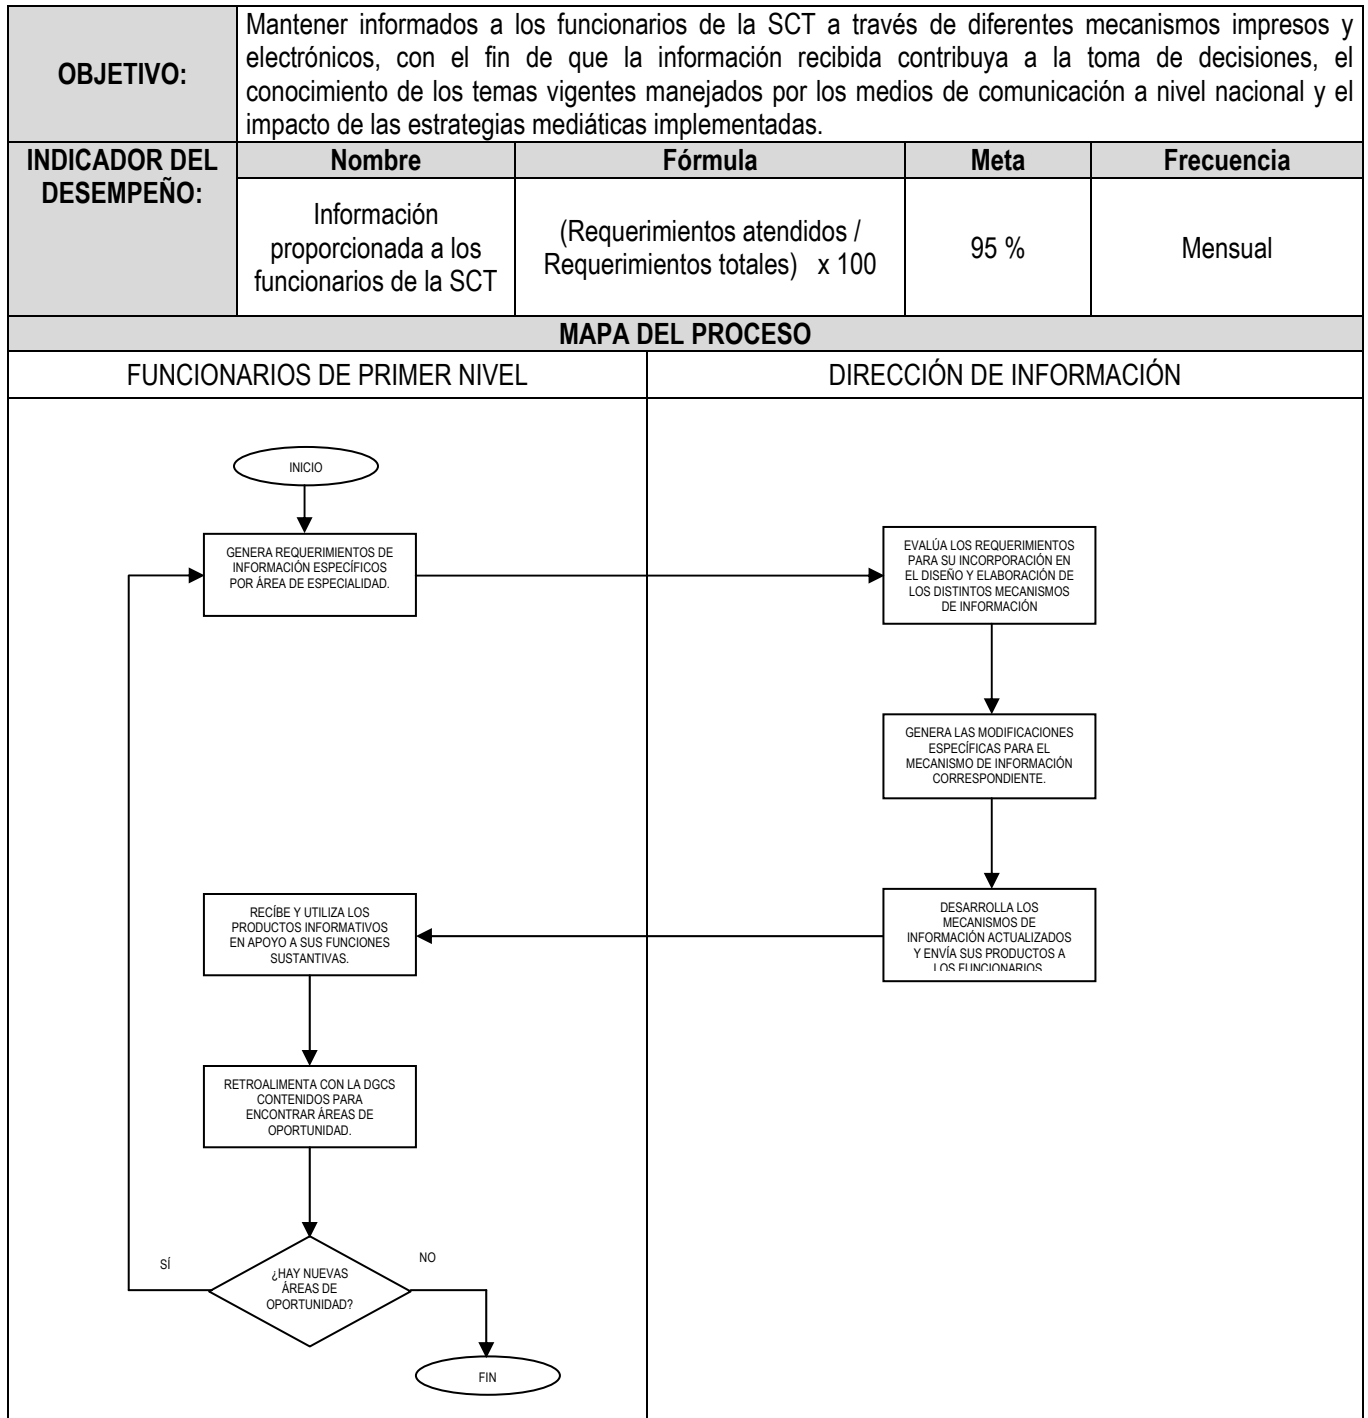 OBJETIVO:
Mantener informados a los funcionarios de la SCT a través de diferentes mecanismos impresos y
electrónicos, con el fin de que la información recibida contribuya a la toma de decisiones, el
conocimiento de los temas vigentes manejados por los medios de comunicación a nivel nacional y el
impacto de las estrategias mediáticas implementadas.
INDICADOR DEL
DESEMPEÑO:
Nombre
Fórmula
Meta
Frecuencia
Información
proporcionada a los
funcionarios de la SCT
(Requerimientos atendidos /
Requerimientos totales) x 100
95 %
Mensual
MAPA DEL PROCESO
FUNCIONARIOS DE PRIMER NIVEL
DIRECCIÓN DE INFORMACIÓN
INICIO
GENERA REQUERIMIENTOS DE
INFORMACIÓN ESPECÍFICOS
POR ÁREA DE ESPECIALIDAD.
EVALÚA LOS REQUERIMIENTOS
PARA SU INCORPORACIÓN EN
EL DISEÑO Y ELABORACIÓN DE
LOS DISTINTOS MECANISMOS
DE INFORMACIÓN
GENERA LAS MODIFICACIONES
ESPECÍFICAS PARA EL
MECANISMO DE INFORMACIÓN
CORRESPONDIENTE.
DESARROLLA LOS
MECANISMOS DE
INFORMACIÓN ACTUALIZADOS
Y ENVÍA SUS PRODUCTOS A
LOS FUNCIONARIOS
RECÍBE Y UTILIZA LOS
PRODUCTOS INFORMATIVOS
EN APOYO A SUS FUNCIONES
SUSTANTIVAS.
RETROALIMENTA CON LA DGCS
CONTENIDOS PARA
ENCONTRAR ÁREAS DE
OPORTUNIDAD.
¿HAY NUEVAS
ÁREAS DE
OPORTUNIDAD?
SÍ
NO
FIN